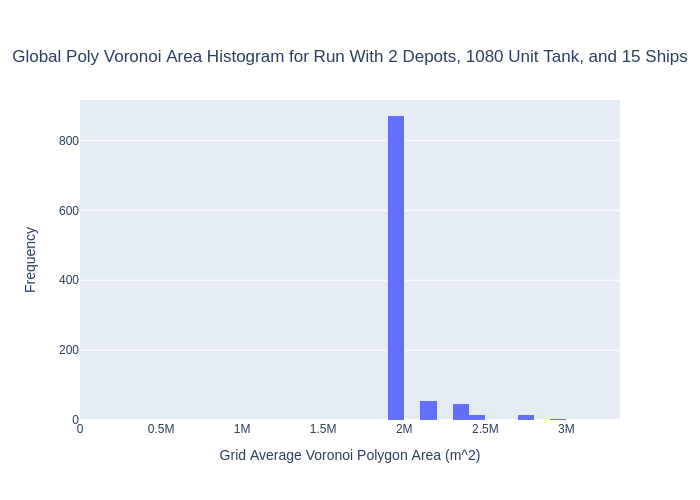 Global Poly Voronoi Area Histogram for Run With 2 Depots, 1080 Unit Tank, and 15 Ships
800
600
400
200
0
Frequency
0 0.5M 1M 1.5M 2M 2.5M 3M
Grid Average Voronoi Polygon Area (m^2)